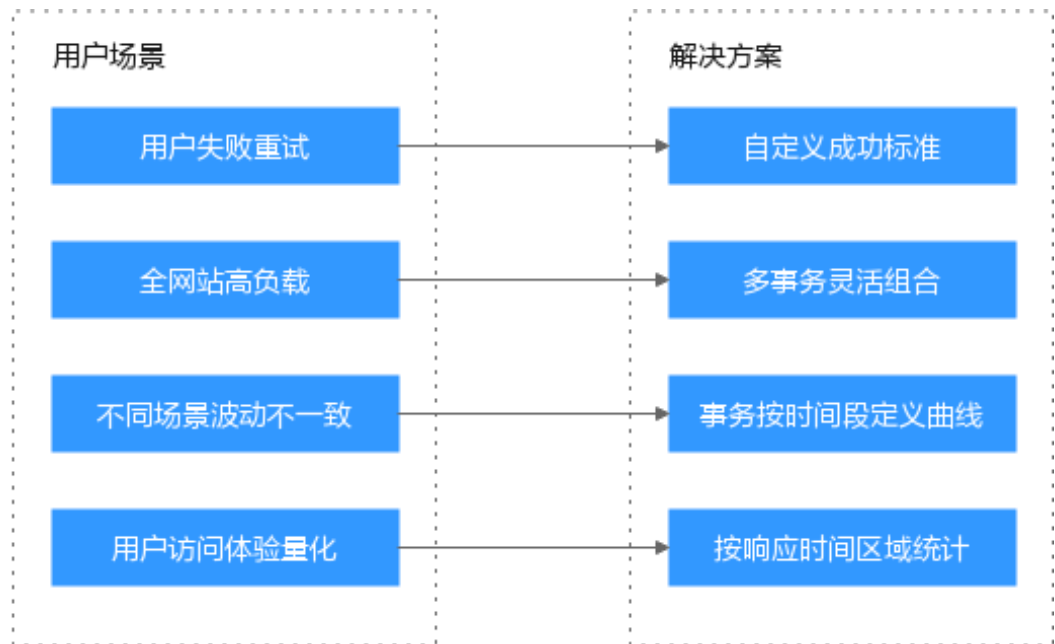 用户场景
解决方案
用户失败重试
自定义成功标准
全网站高负载
多事务灵活组合
不同场景波动不一致
事务按时间段定义曲线
用户访问体验量化
按响应时间区域统计